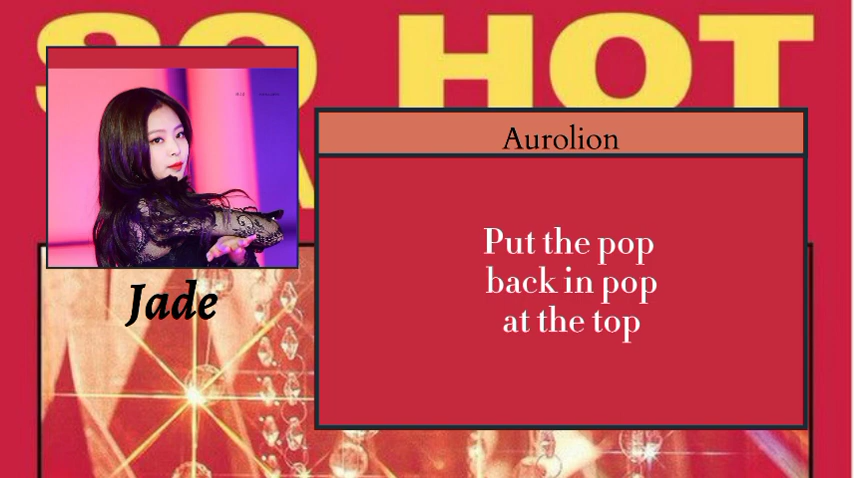 SO HOT
Aurolion
Put the pop
back in pop
at the top
Jade